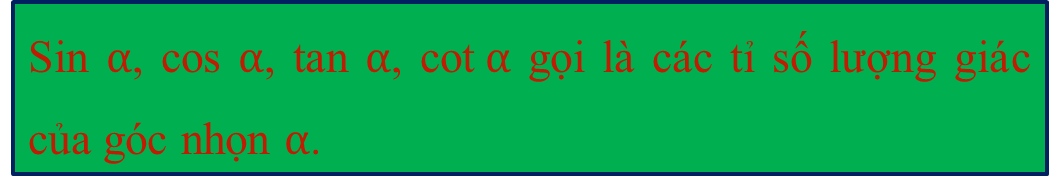 Sin α, cos α, tan α, cot α gọi là các tỉ số lượng giác
của góc nhọn α.